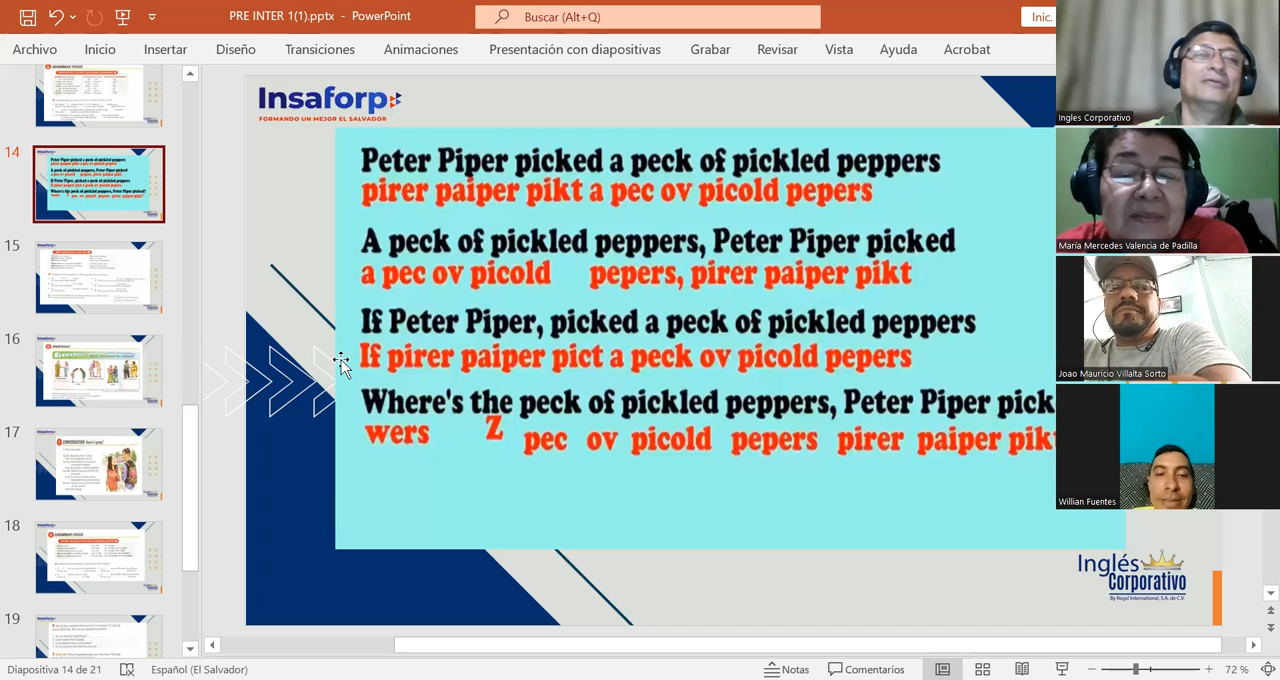 PRE INTER 1(1).pptx - PowerPoint
Buscar (Alt+Q)
Inic.
Archivo Inicio Insertar Diseño Transiciones Animaciones Presentación con diapositivas Grabar Revisar Vista Ayuda Acrobat
Ingles Corporativo
María Mercedes Valencia de Padilla
Joao Mauricio Villalta Sorto
Willian Fuentes
14
15
16
17
18
19
Insaforp
FORMANDO UN MEJOR EL SALVADOR
Peter Piper picked a peck of pickled peppers
pirer paiper pikt a pec ov picold pepers
A peck of pickled peppers, Peter Piper picked
a pec ov picold pepers, pirer paiper pikt
If Peter Piper, picked a peck of pickled peppers
If pirer paiper pict a peck ov picold pepers
Where's the peck of pickled peppers, Peter Piper pick
wers z pec ov picold pepers pirer paiper pikt
Inglés
Corporativo
By Regal International, S.A. de C.V.
Diapositiva 14 de 21
Español (El Salvador)
Notas
Comentarios
72 %